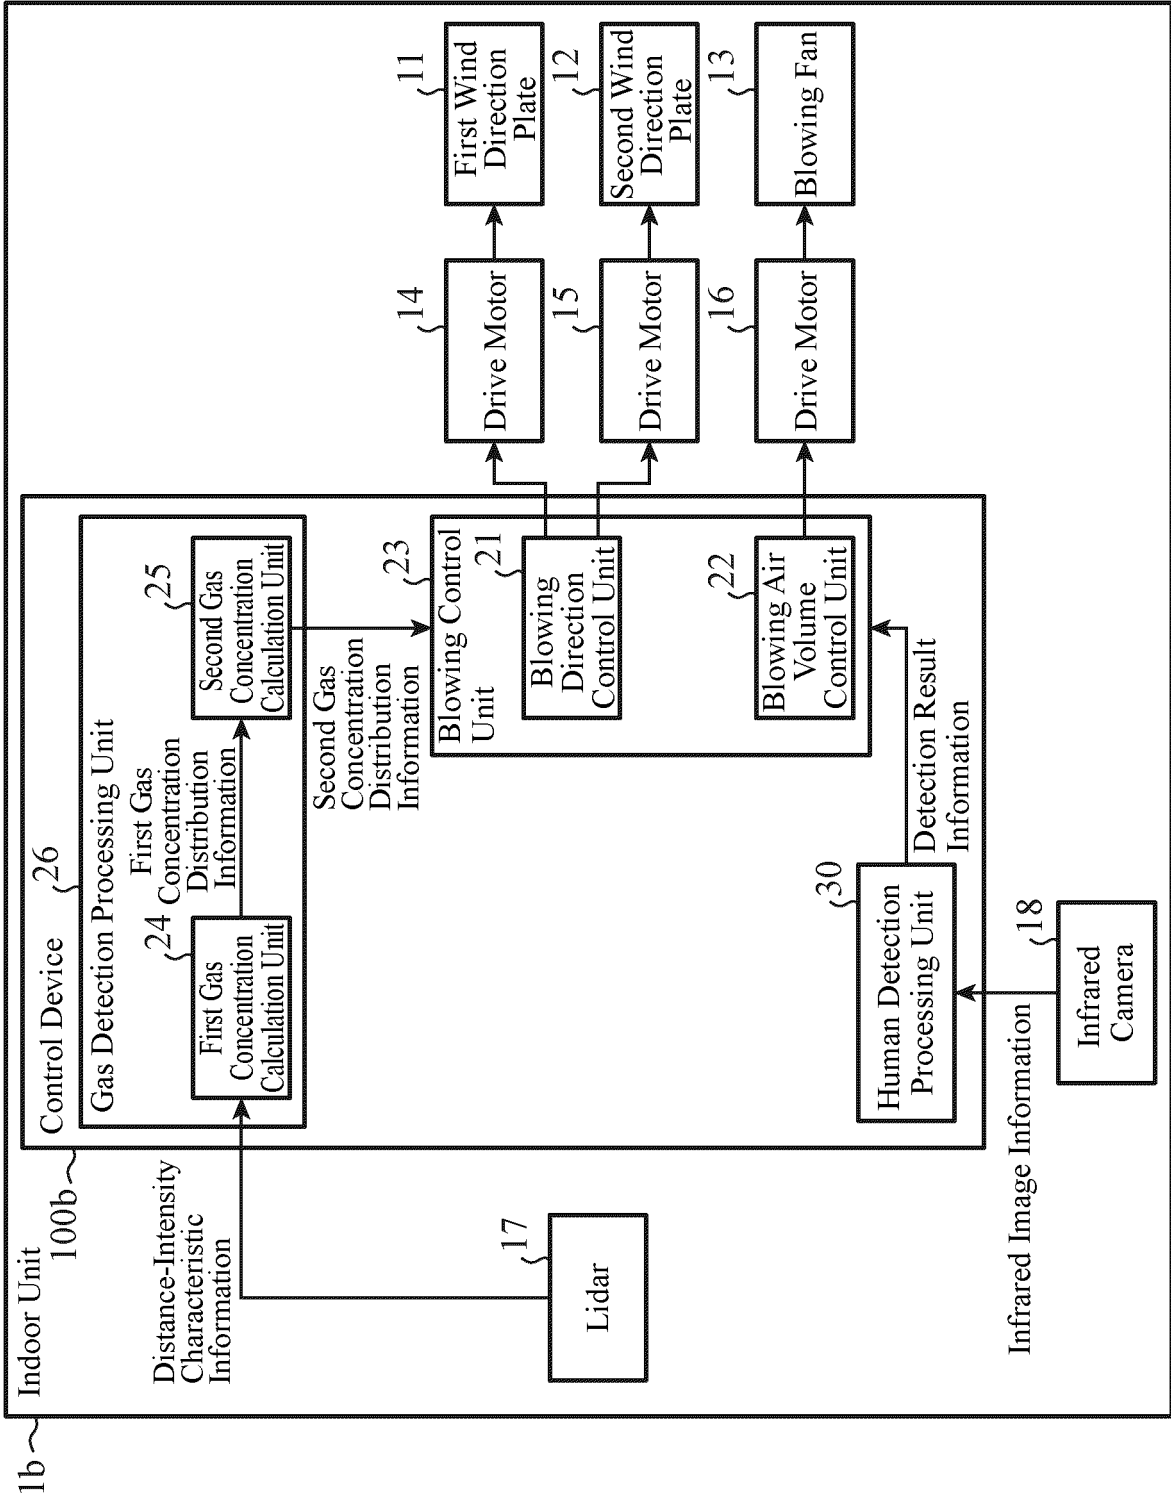 1b
Indoor Unit
100b
Control Device
26
Gas Detection Processing Unit
Distance-Intensity
Characteristic
Information
24
First Gas
Concentration
Calculation Unit
First Gas
Concentration
Distribution
Information
25
Second Gas
Concentration
Calculation Unit
Second Gas
Concentration
Distribution
Information
23
Blowing Control
Unit
21
Blowing
Direction
Control Unit
22
Blowing Air
Volume
Control Unit
14
Drive Motor
11
First Wind
Direction
Plate
15
Drive Motor
12
Second Wind
Direction
Plate
16
Drive Motor
13
Blowing Fan
17
Lidar
30
Human Detection
Processing Unit
Detection Result
Information
Infrared Image Information
18
Infrared
Camera